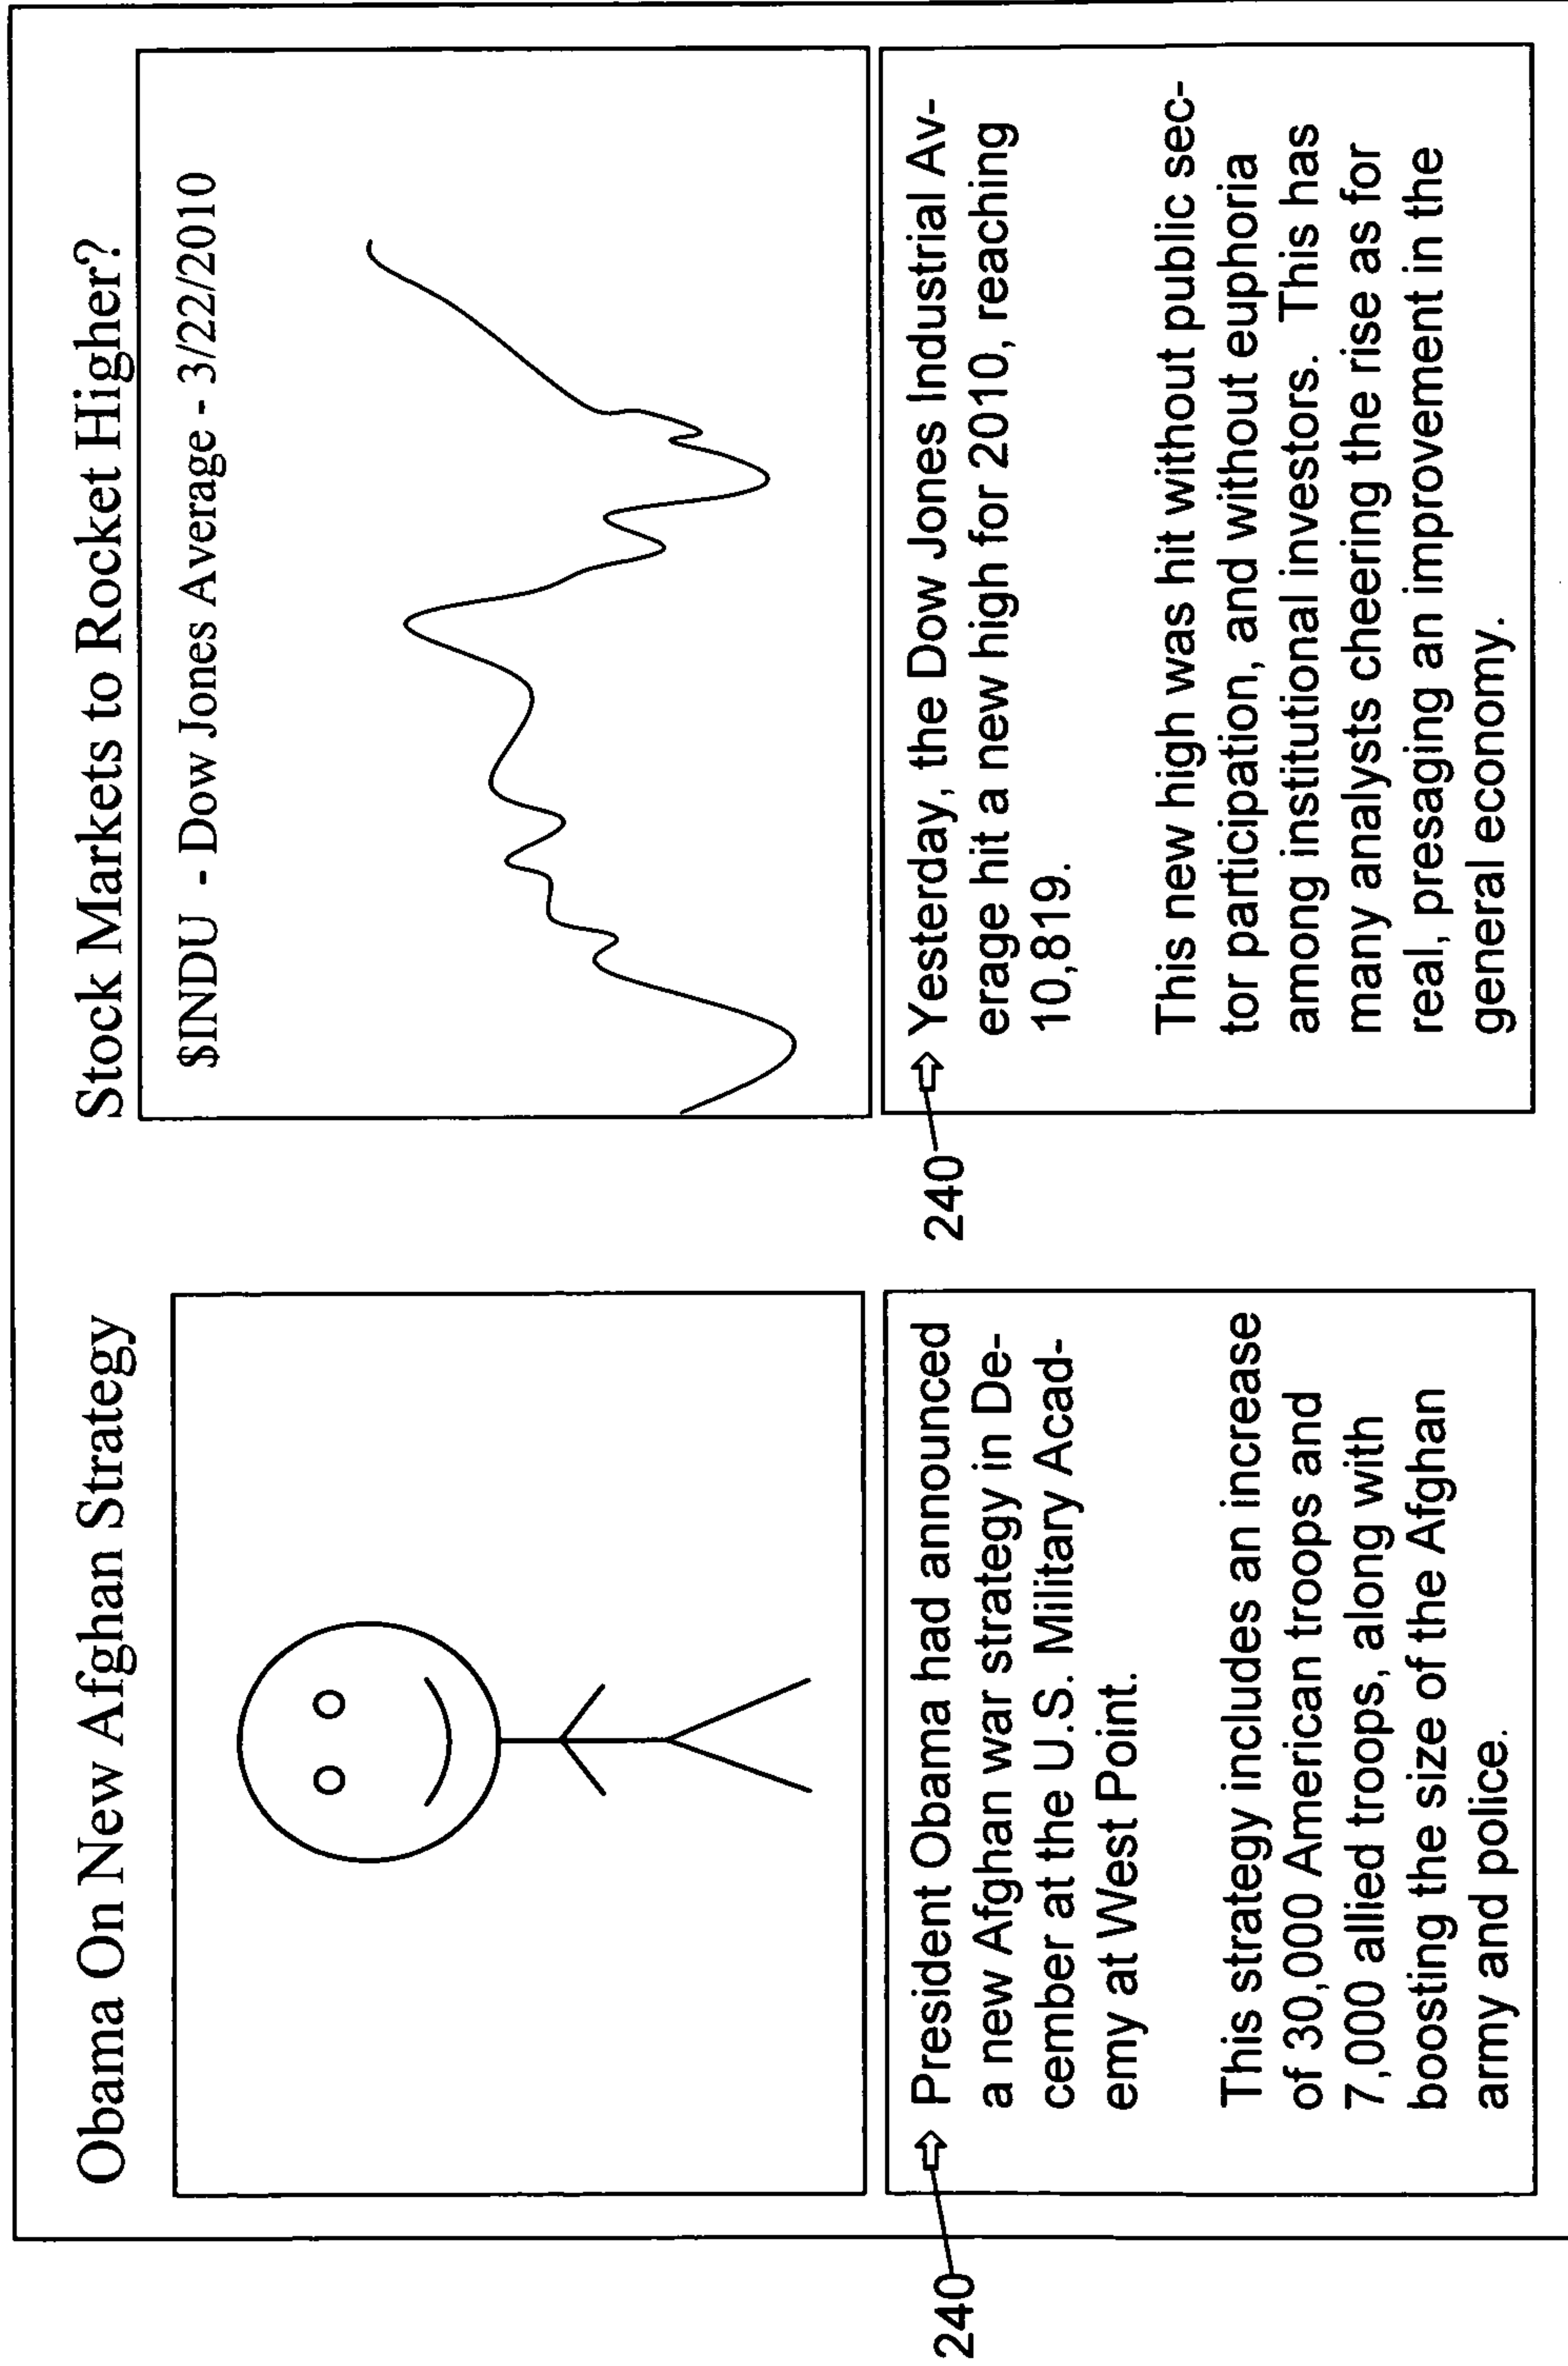 Obama On New Afghan Strategy
240
President Obama had announced
a new Afghan war strategy in De-
cember at the U.S. Military Acad-
emy at West Point.
This strategy includes an increase
of 30,000 American troops and
7,000 allied troops, along with
boosting the size of the Afghan
army and police.
Stock Markets to Rocket Higher?
$INDU - Dow Jones Average - 3/22/2010
240
Yesterday, the Dow Jones Industrial Av-
erage hit a new high for 2010, reaching
10,819.
This new high was hit without public sec-
tor participation, and without euphoria
among institutional investors. This has
many analysts cheering the rise as for
real, presaging an improvement in the
general economy.